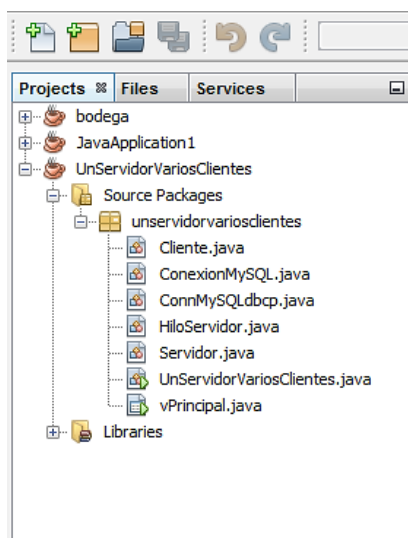 Projects Files Services
bodega
JavaApplication1
UnServidorVariosClientes
Source Packages
unservidorvariosclientes
Cliente.java
ConexionMySQL.java
ConnMySQLdbcp.java
HiloServidor.java
Servidor.java
UnServidorVariosClientes.java
vPrincipal.java
Libraries